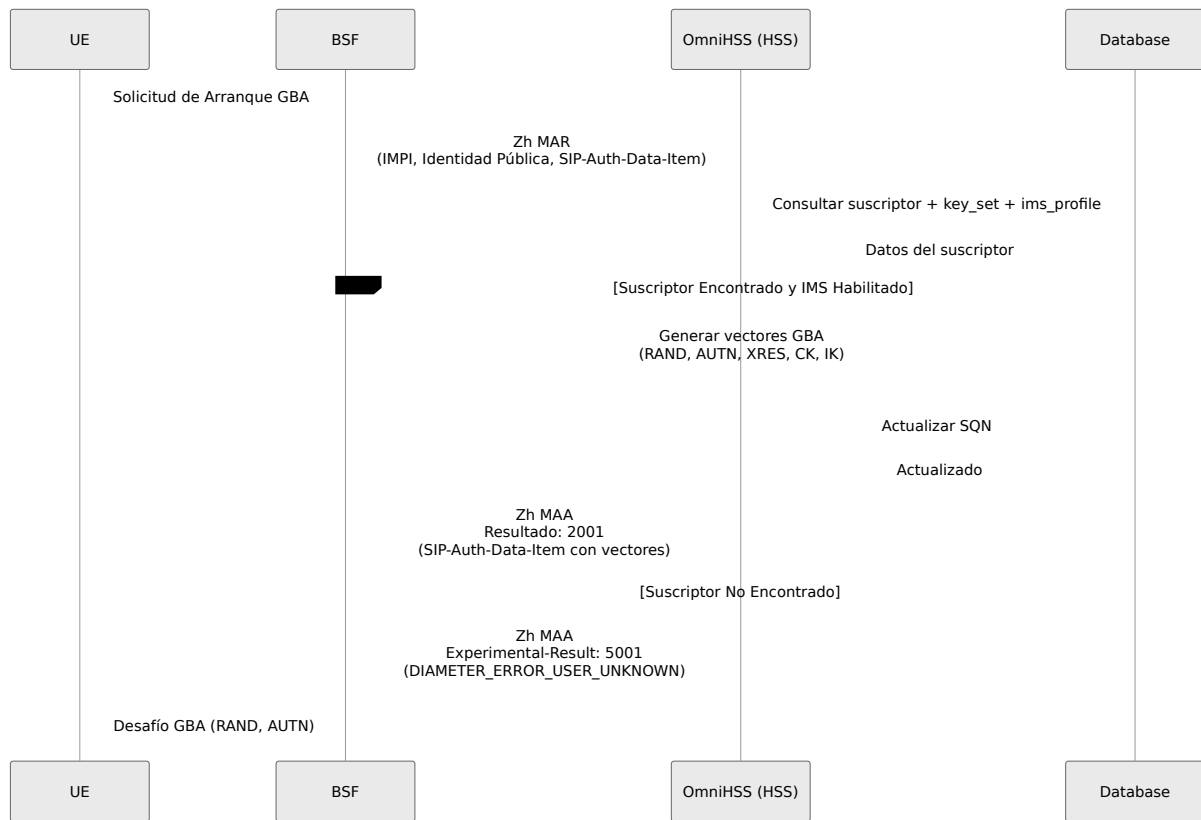 UE
BSF
OmniHSS (HSS)
Database
Solicitud de Arranque GBA
Zh MAR
(IMPI, Identidad Pública, SIP-Auth-Data-Item)
Consultar suscriptor + key_set + ims_profile
Datos del suscriptor
[Suscriptor Encontrado y IMS Habilitado]
Generar vectores GBA
(RAND, AUTN, XRES, CK, IK)
Actualizar SQN
Actualizado
Zh MAA
Resultado: 2001
(SIP-Auth-Data-Item con vectores)
[Suscriptor No Encontrado]
Zh MAA
Experimental-Result: 5001
(DIAMETER_ERROR_USER_UNKNOWN)
Desafío GBA (RAND, AUTN)
UE
BSF
OmniHSS (HSS)
Database